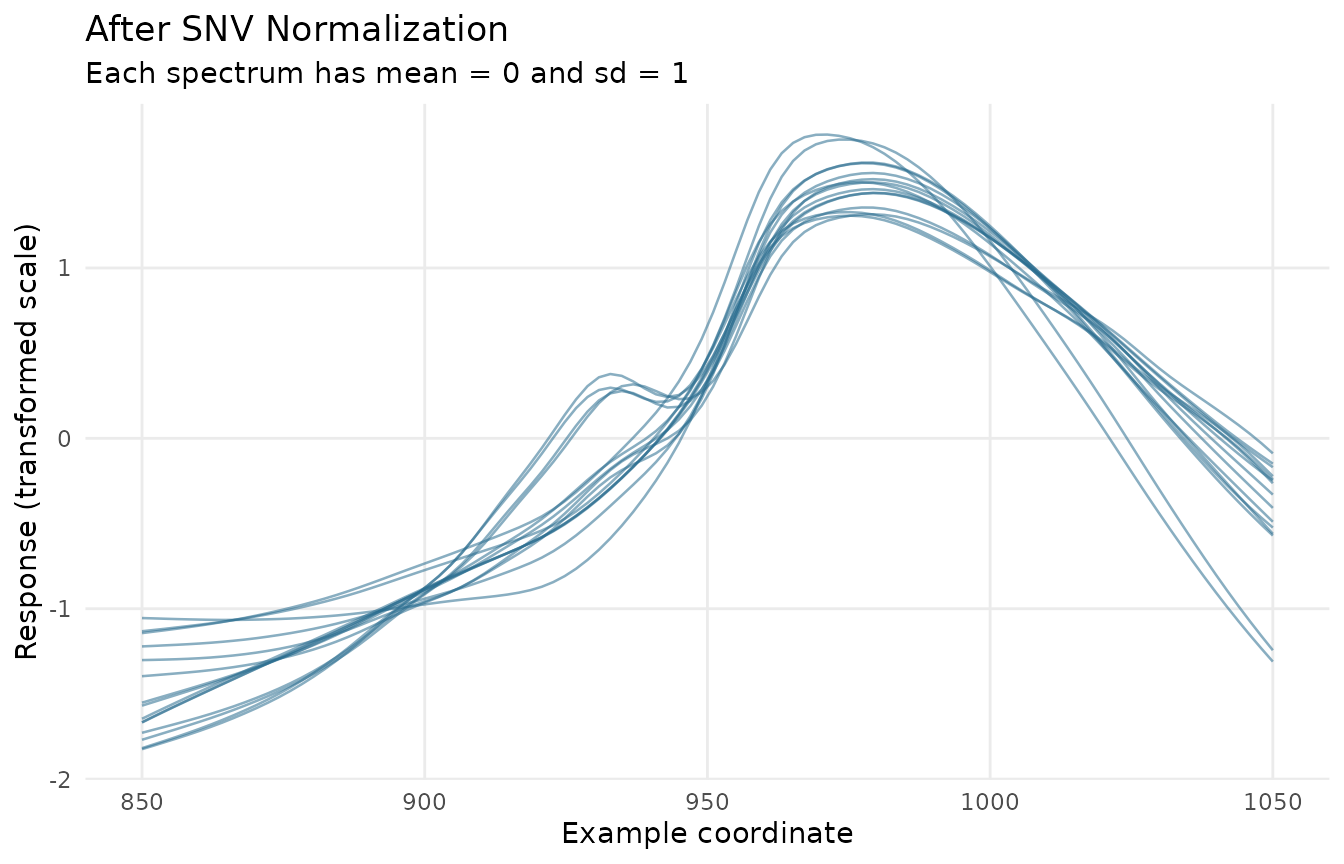 After SNV Normalization
Each spectrum has mean = 0 and sd = 1
Response (transformed scale)
1
0
-1
-2
850 900 950 1000 1050
Example coordinate